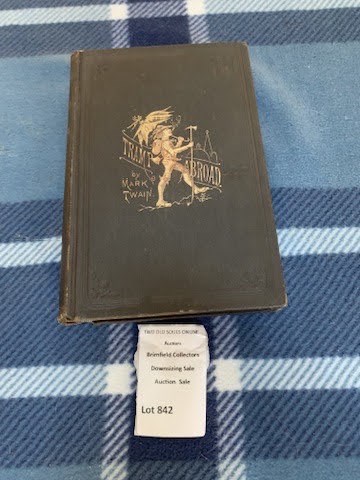 TRAMP
ABROAD
BY
MARK
TWAIN.
TWO OLD SOULS ONLINE
Auction
Brimfield Collectors
Downsizing Sale
Auction Sale
Lot 842